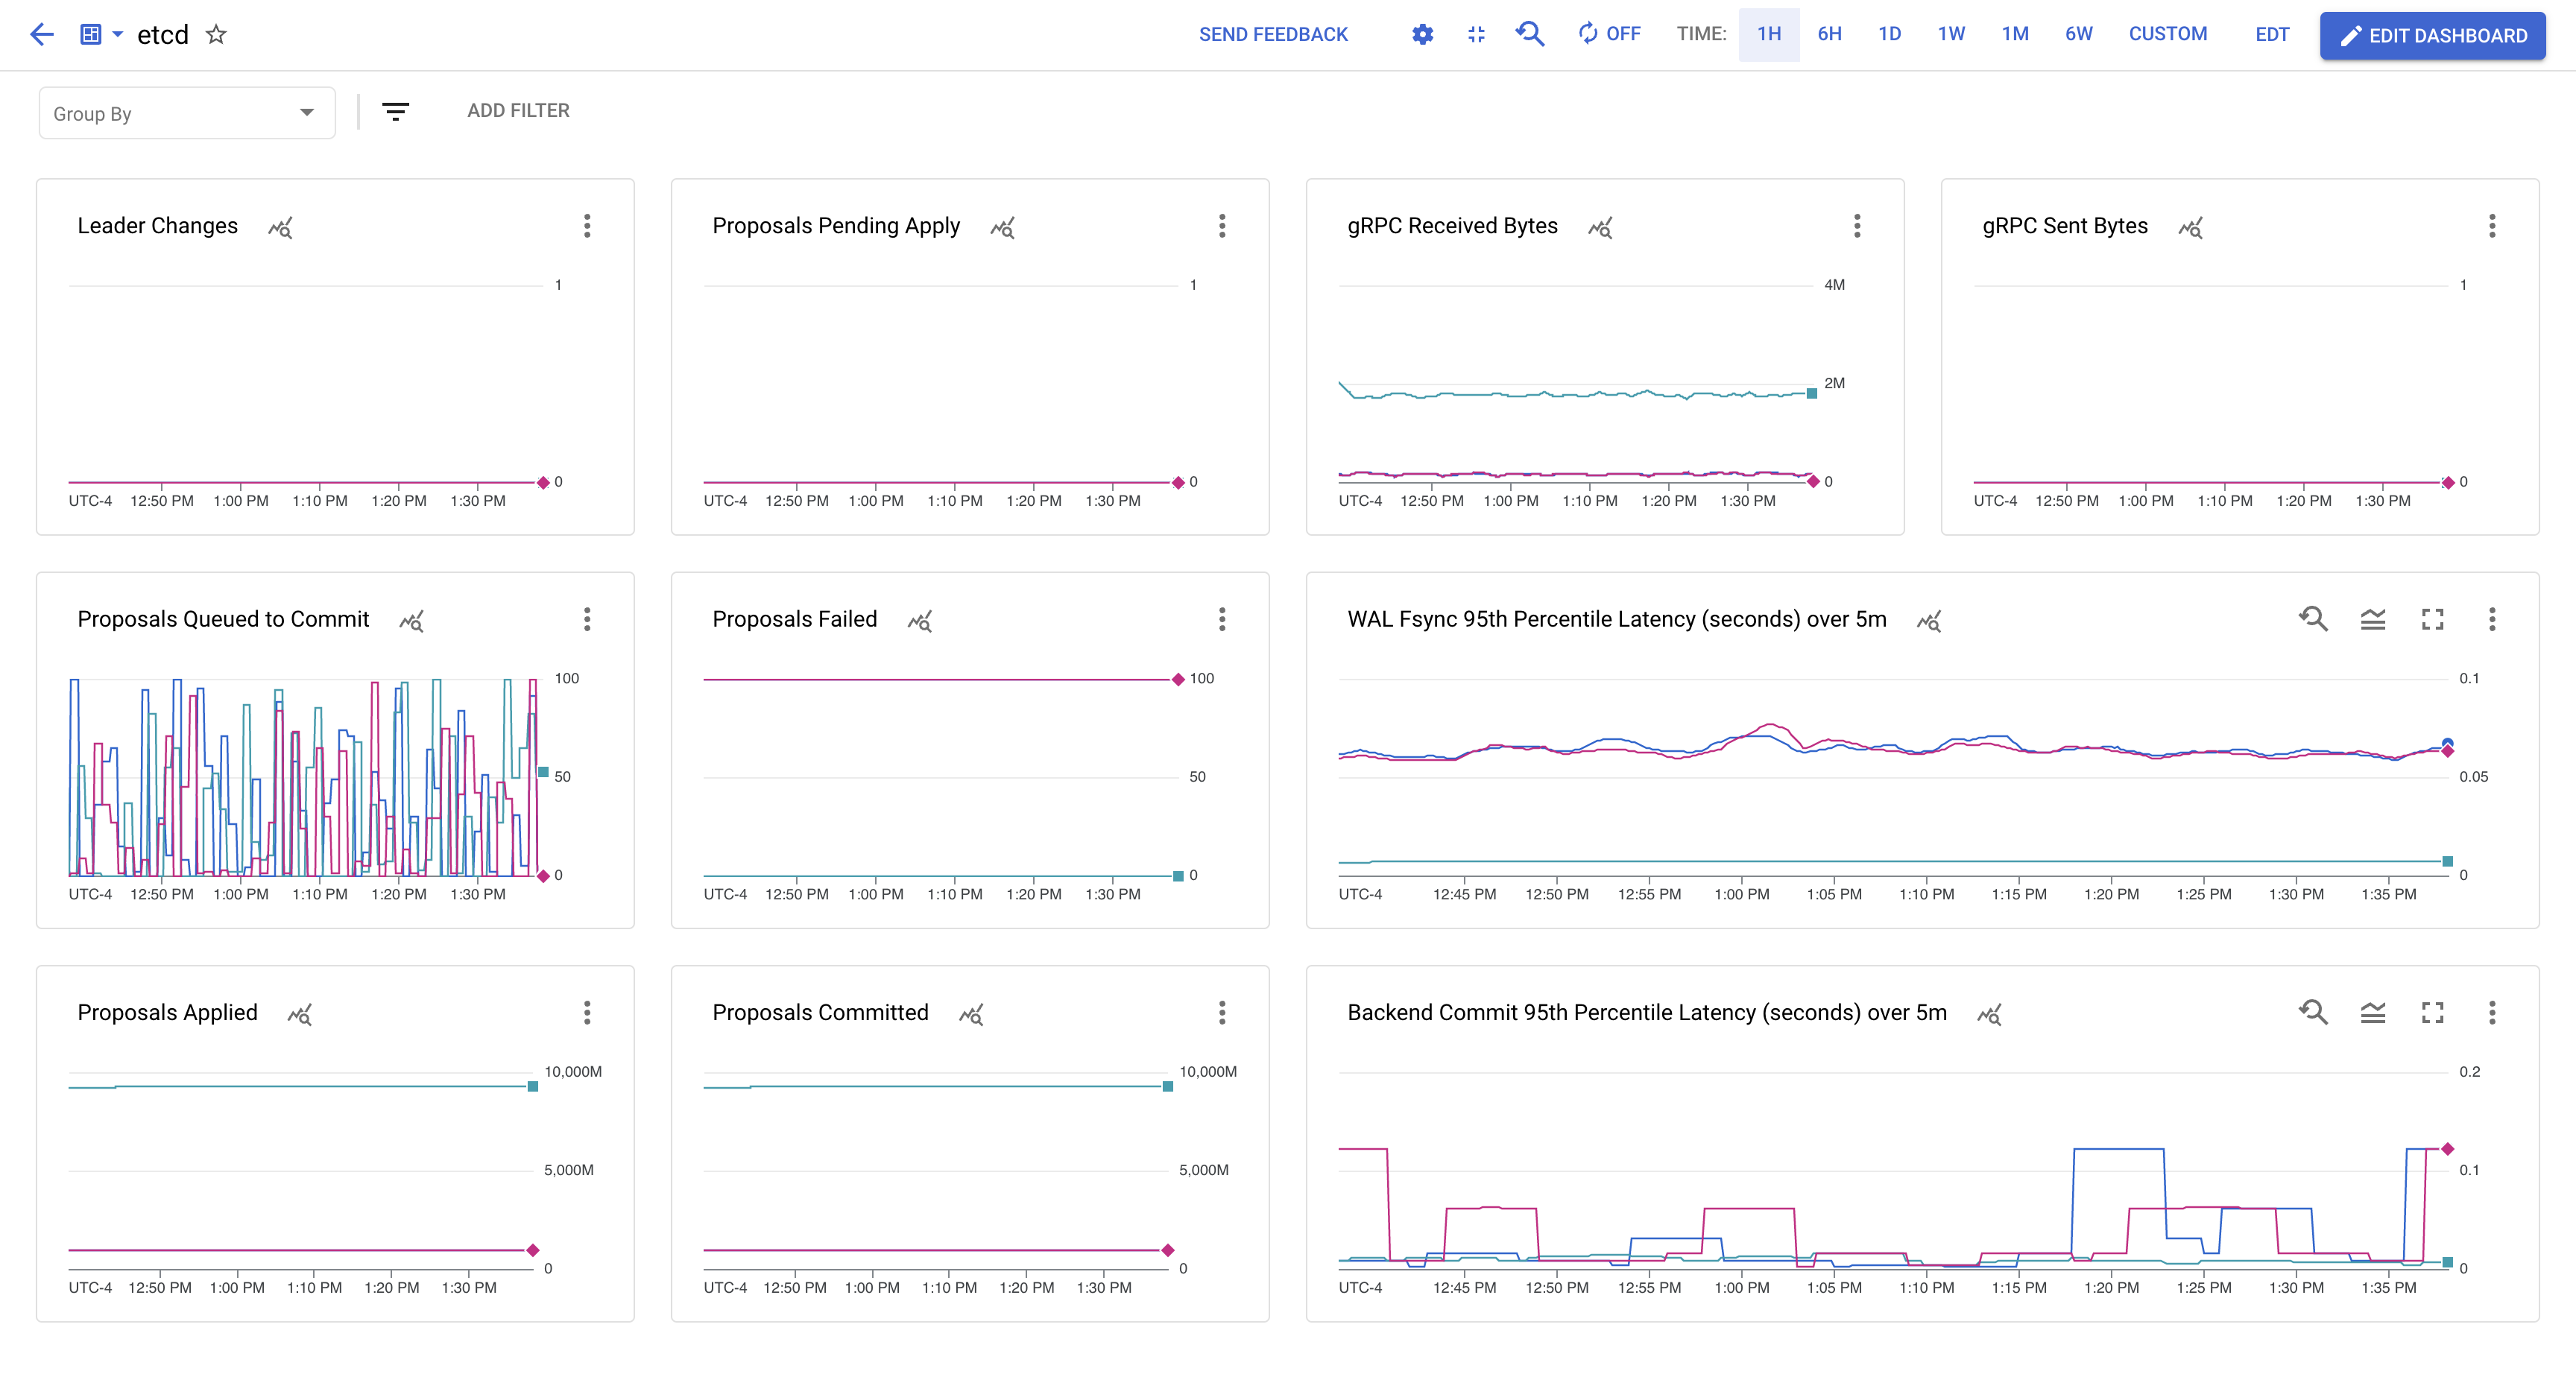 etcd
SEND FEEDBACK
OFF
TIME:
1H
6H
1D
1W
1M
6W
CUSTOM
EDT
EDIT DASHBOARD
Group By
ADD FILTER
Leader Changes
1
0
UTC-4 12:50 PM 1:00 PM 1:10 PM 1:20 PM 1:30 PM
Proposals Pending Apply
1
0
UTC-4 12:50 PM 1:00 PM 1:10 PM 1:20 PM 1:30 PM
gRPC Received Bytes
4M
2M
0
UTC-4 12:50 PM 1:00 PM 1:10 PM 1:20 PM 1:30 PM
gRPC Sent Bytes
1
0
UTC-4 12:50 PM 1:00 PM 1:10 PM 1:20 PM 1:30 PM
Proposals Queued to Commit
100
50
0
UTC-4 12:50 PM 1:00 PM 1:10 PM 1:20 PM 1:30 PM
Proposals Failed
100
50
0
UTC-4 12:50 PM 1:00 PM 1:10 PM 1:20 PM 1:30 PM
WAL Fsync 95th Percentile Latency (seconds) over 5m
0.1
0.05
0
UTC-4 12:45 PM 12:50 PM 12:55 PM 1:00 PM 1:05 PM 1:10 PM 1:15 PM 1:20 PM 1:25 PM 1:30 PM 1:35 PM
Proposals Applied
10,000M
5,000M
0
UTC-4 12:50 PM 1:00 PM 1:10 PM 1:20 PM 1:30 PM
Proposals Committed
10,000M
5,000M
0
UTC-4 12:50 PM 1:00 PM 1:10 PM 1:20 PM 1:30 PM
Backend Commit 95th Percentile Latency (seconds) over 5m
0.2
0.1
0
UTC-4 12:45 PM 12:50 PM 12:55 PM 1:00 PM 1:05 PM 1:10 PM 1:15 PM 1:20 PM 1:25 PM 1:30 PM 1:35 PM